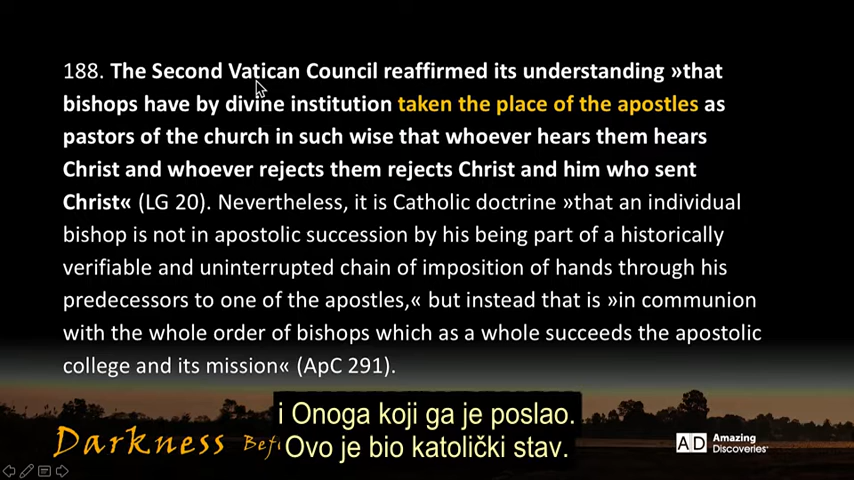 188. The Second Vatican Council reaffirmed its understanding »that
bishops have by divine institution taken the place of the apostles as
pastors of the church in such wise that whoever hears them hears
Christ and whoever rejects them rejects Christ and him who sent
Christ« (LG 20). Nevertheless, it is Catholic doctrine »that an individual
bishop is not in apostolic succession by his being part of a historically
verifiable and uninterrupted chain of imposition of hands through his
predecessors to one of the apostles,« but instead that is »in communion
with the whole order of bishops which as a whole succeeds the apostolic
college and its mission« (ApC 291).
i Onoga koji ga je poslao.
Ovo je bio katolički stav.
Darkness
AD Amazing
Discoveries™